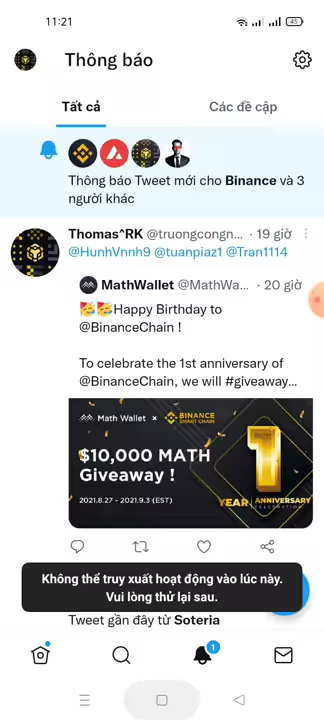 11:21
45
Thông báo
Tất cả
Các đề cập
Thông báo Tweet mới cho Binance và 3
người khác
Thomas^RK @truongcongn... · 19 giờ
@HunhVnnh9 @tuanpiaz1 @Tran1114
MathWallet @MathWa... · 20 giờ
🥳🥳Happy Birthday to
@BinanceChain !
To celebrate the 1st anniversary of
@BinanceChain, we will #giveaway...
Math Wallet × BINANCE
SMART CHAIN
$10,000 MATH
Giveaway !
2021.8.27 - 2021.9.3 (EST)
1
YEAR ANNIVERSARY
CELEBRATION
Không thể truy xuất hoạt động vào lúc này.
Vui lòng thử lại sau.
Tweet gần đây từ Soteria
1